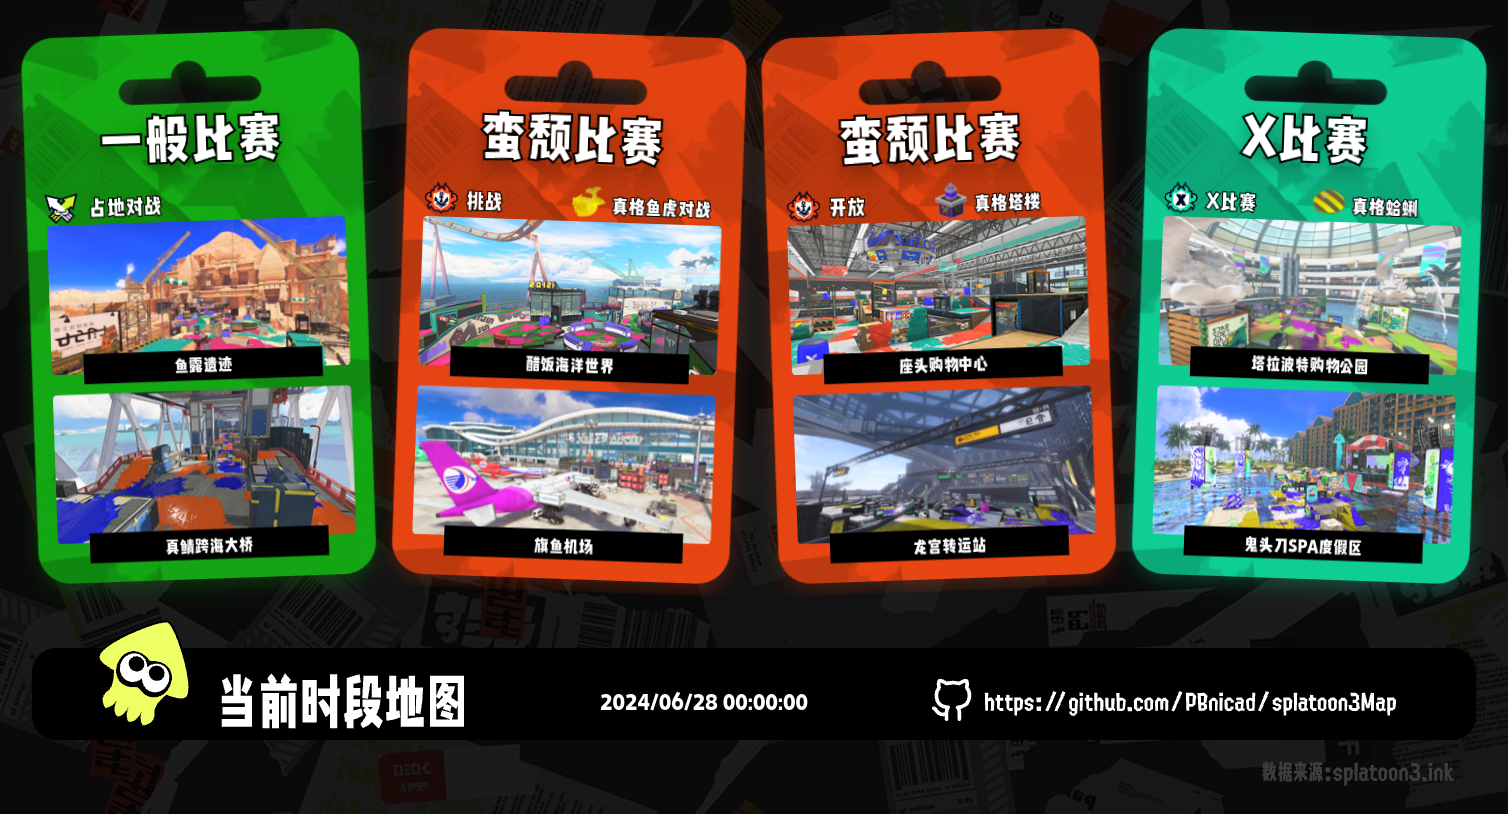 一般比赛
占地对战
鱼露遗迹
真鲭跨海大桥
蛮颓比赛
挑战
真格鱼虎对战
醋饭海洋世界
旗鱼机场
蛮颓比赛
开放
真格塔楼
座头购物中心
龙宫转运站
X比赛
X比赛
真格蛤蜊
塔拉波特购物公园
鬼头刀SPA度假区
当前时段地图
2024/06/28 00:00:00
https://github.com/PBnicad/splatoon3Map
数据来源:splatoon3.ink